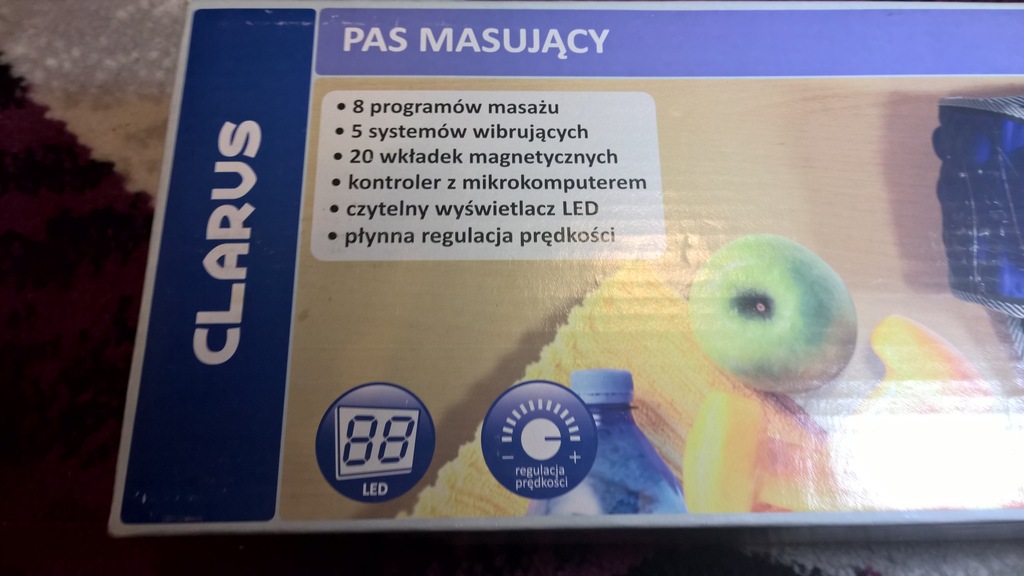 CLARUS
PAS MASUJĄCY
• 8 programów masażu
• 5 systemów wibrujących
• 20 wkładek magnetycznych
• kontroler z mikrokomputerem
• czytelny wyświetlacz LED
• płynna regulacja prędkości
88
LED
- +
regulacja
prędkości